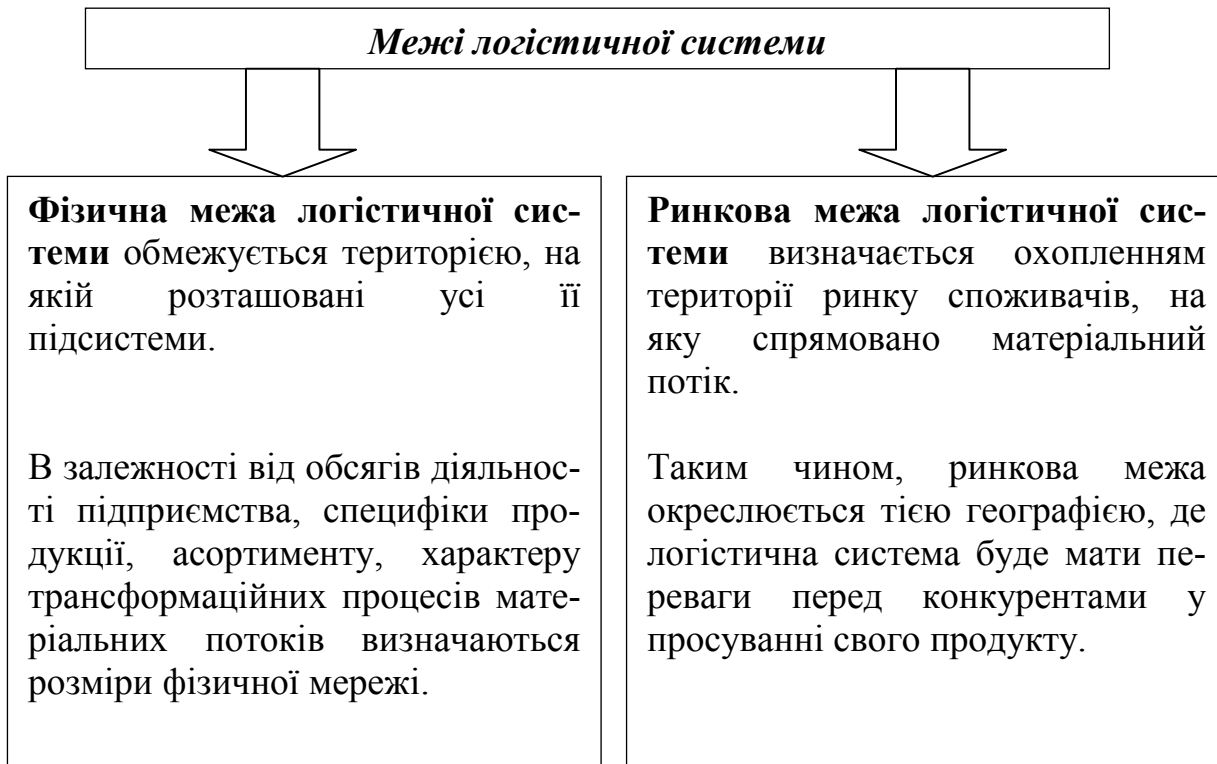 Межі логістичної системи
Фізична межа логістичної сис-
теми обмежується територією, на
якій розташовані усі її
підсистеми.
В залежності від обсягів діяльнос-
ті підприємства, специфіки про-
дукції, асортименту, характеру
трансформаційних процесів мате-
ріальних потоків визначаються
розміри фізичної мережі.
Ринкова межа логістичної сис-
теми визначається охопленням
території ринку споживачів, на
яку спрямовано матеріальний
потік.
Таким чином, ринкова межа
окреслюється тією географією, де
логістична система буде мати пе-
реваги перед конкурентами у
просуванні свого продукту.